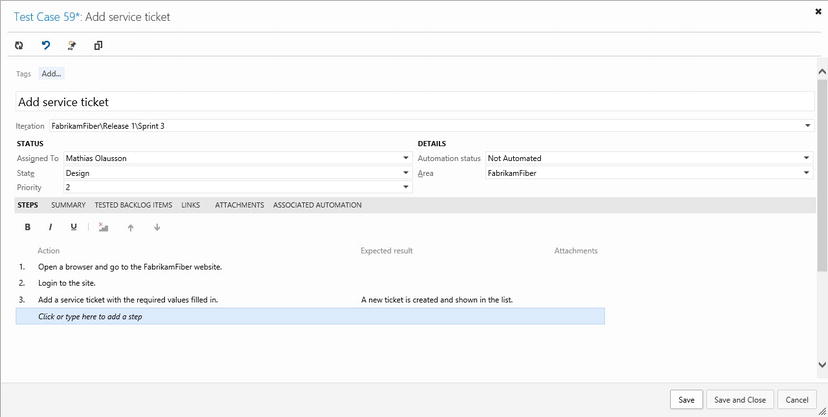 Test Case 59*: Add service ticket
Tags Add...
Add service ticket
Iteration FabrikamFiber\Release 1\Sprint 3
STATUS DETAILS
Assigned To Mathias Olausson Automation status Not Automated
State Design Area FabrikamFiber
Priority 2
STEPS SUMMARY TESTED BACKLOG ITEMS LINKS ATTACHMENTS ASSOCIATED AUTOMATION
B I U
Action Expected result Attachments
1. Open a browser and go to the FabrikamFiber website.
2. Login to the site.
3. Add a service ticket with the required values filled in. A new ticket is created and shown in the list.
Click or type here to add a step
Save Save and Close Cancel